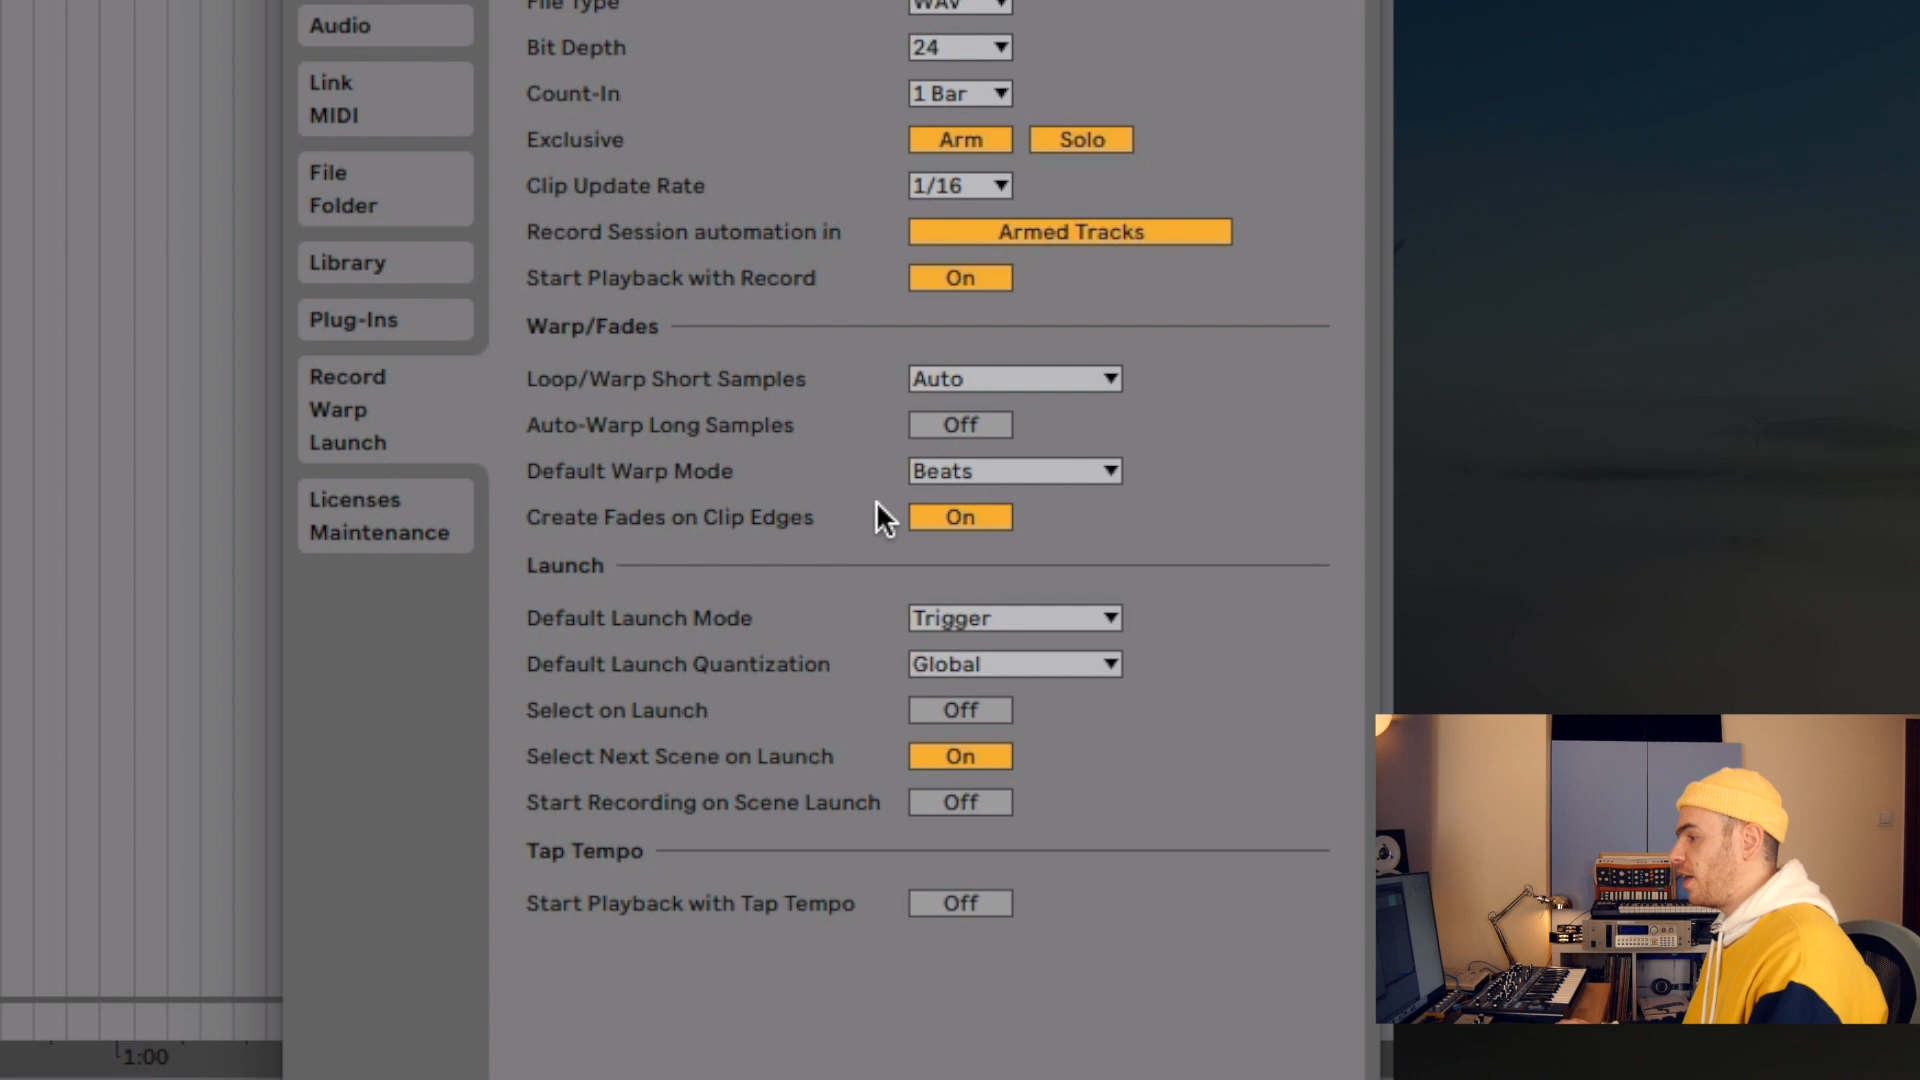 Audio
Link
MIDI
File
Folder
Library
Plug-Ins
Record
Warp
Launch
Licenses
Maintenance
File Type WAV
Bit Depth 24
Count-In 1 Bar
Exclusive Arm Solo
Clip Update Rate 1/16
Record Session automation in Armed Tracks
Start Playback with Record On
Warp/Fades
Loop/Warp Short Samples Auto
Auto-Warp Long Samples Off
Default Warp Mode Beats
Create Fades on Clip Edges On
Launch
Default Launch Mode Trigger
Default Launch Quantization Global
Select on Launch Off
Select Next Scene on Launch On
Start Recording on Scene Launch Off
Tap Tempo
Start Playback with Tap Tempo Off
1:00